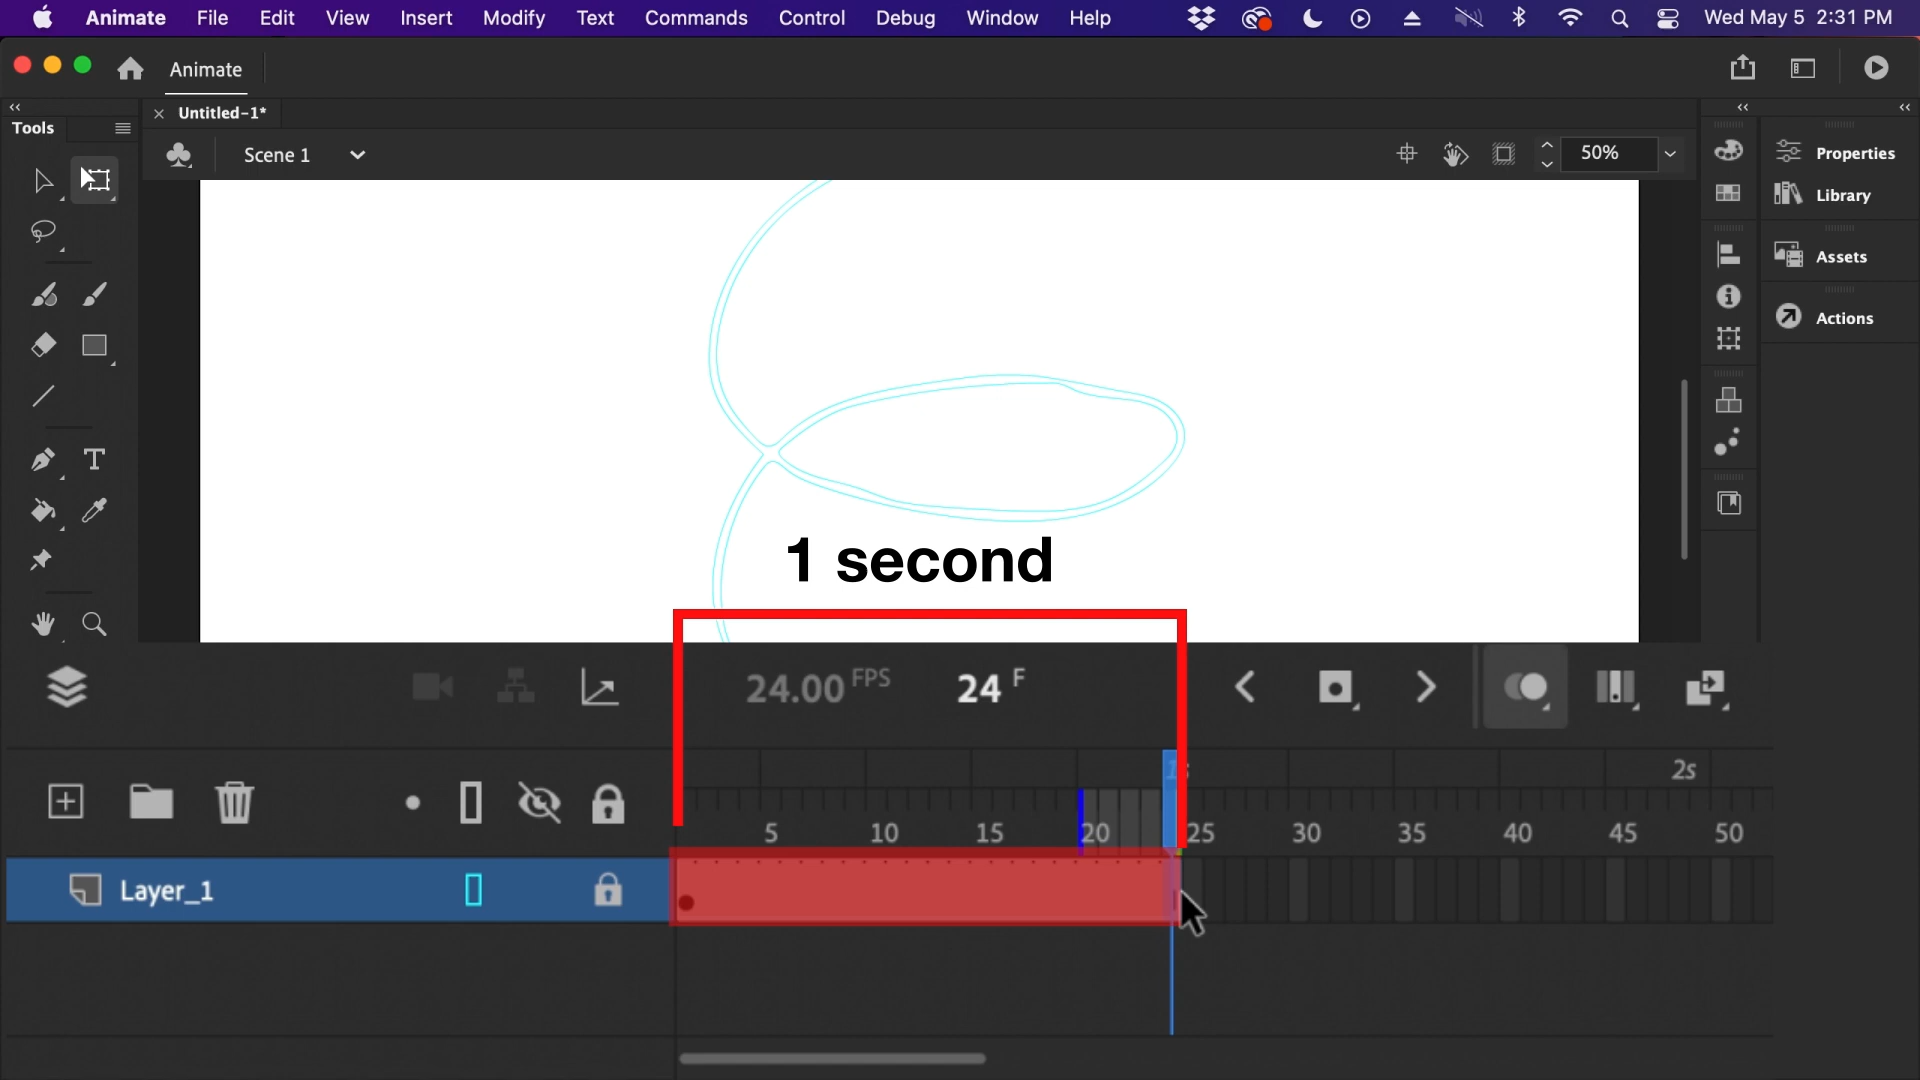 Animate File Edit View Insert Modify Text Commands Control Debug Window Help Wed May 5 2:31 PM
Animate
Tools
Untitled-1*
Scene 1
50%
Properties
Library
Assets
Actions
1 second
24.00 FPS 24 F
1s 2s
5 10 15 20 25 30 35 40 45 50
Layer_1